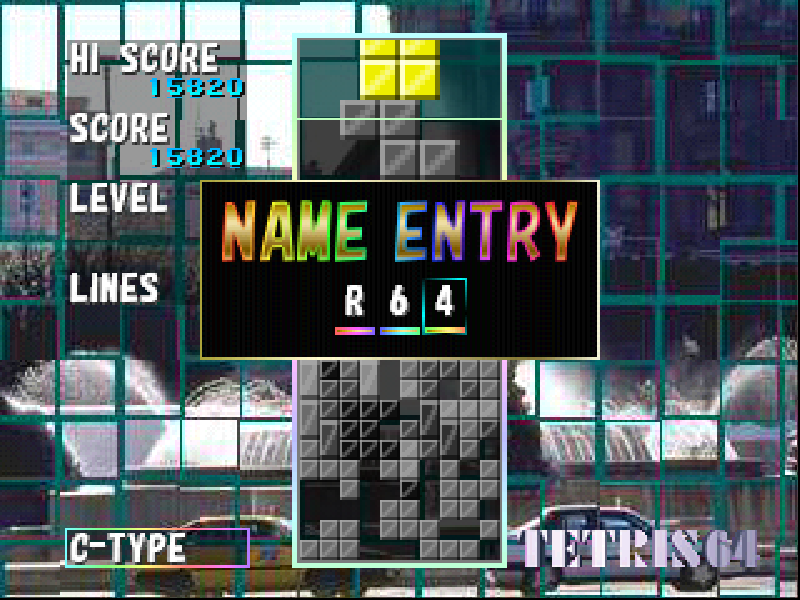 HI SCORE
15820
SCORE
15820
LEVEL
LINES
NAME ENTRY
R 6 4
C-TYPE
TETRIS64